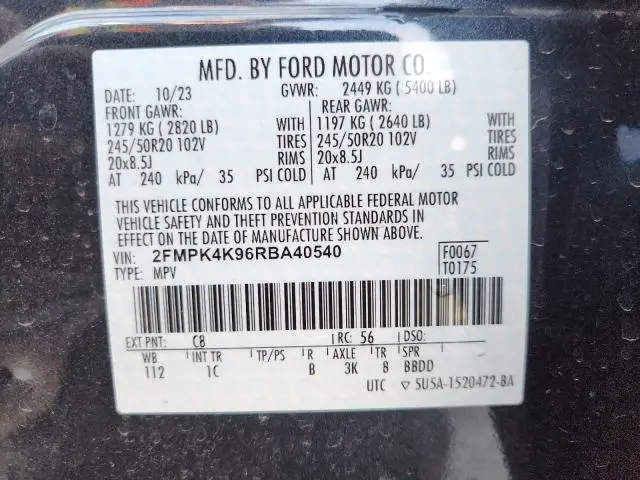 MFD. BY FORD MOTOR CO.
DATE: 10/23 GVWR: 2449 KG ( 5400 LB)
FRONT GAWR: REAR GAWR:
1279 KG ( 2820 LB) WITH 1197 KG ( 2640 LB) WITH
245/50R20 102V TIRES 245/50R20 102V TIRES
20x8.5J RIMS 20x8.5J RIMS
AT 240 kPa/ 35 PSI COLD AT 240 kPa/ 35 PSI COLD
THIS VEHICLE CONFORMS TO ALL APPLICABLE FEDERAL MOTOR
VEHICLE SAFETY AND THEFT PREVENTION STANDARDS IN
EFFECT ON THE DATE OF MANUFACTURE SHOWN ABOVE.
VIN: 2FMPK4K96RBA40540 F0067
TYPE: MPV T0175
EXT PNT: C8 RC: 56 DSO:
WB INT TR TP/PS R AXLE TR SPR
112 1C B 3K 8 BBDD
UTC ▽ 5U5A-1520472-BA